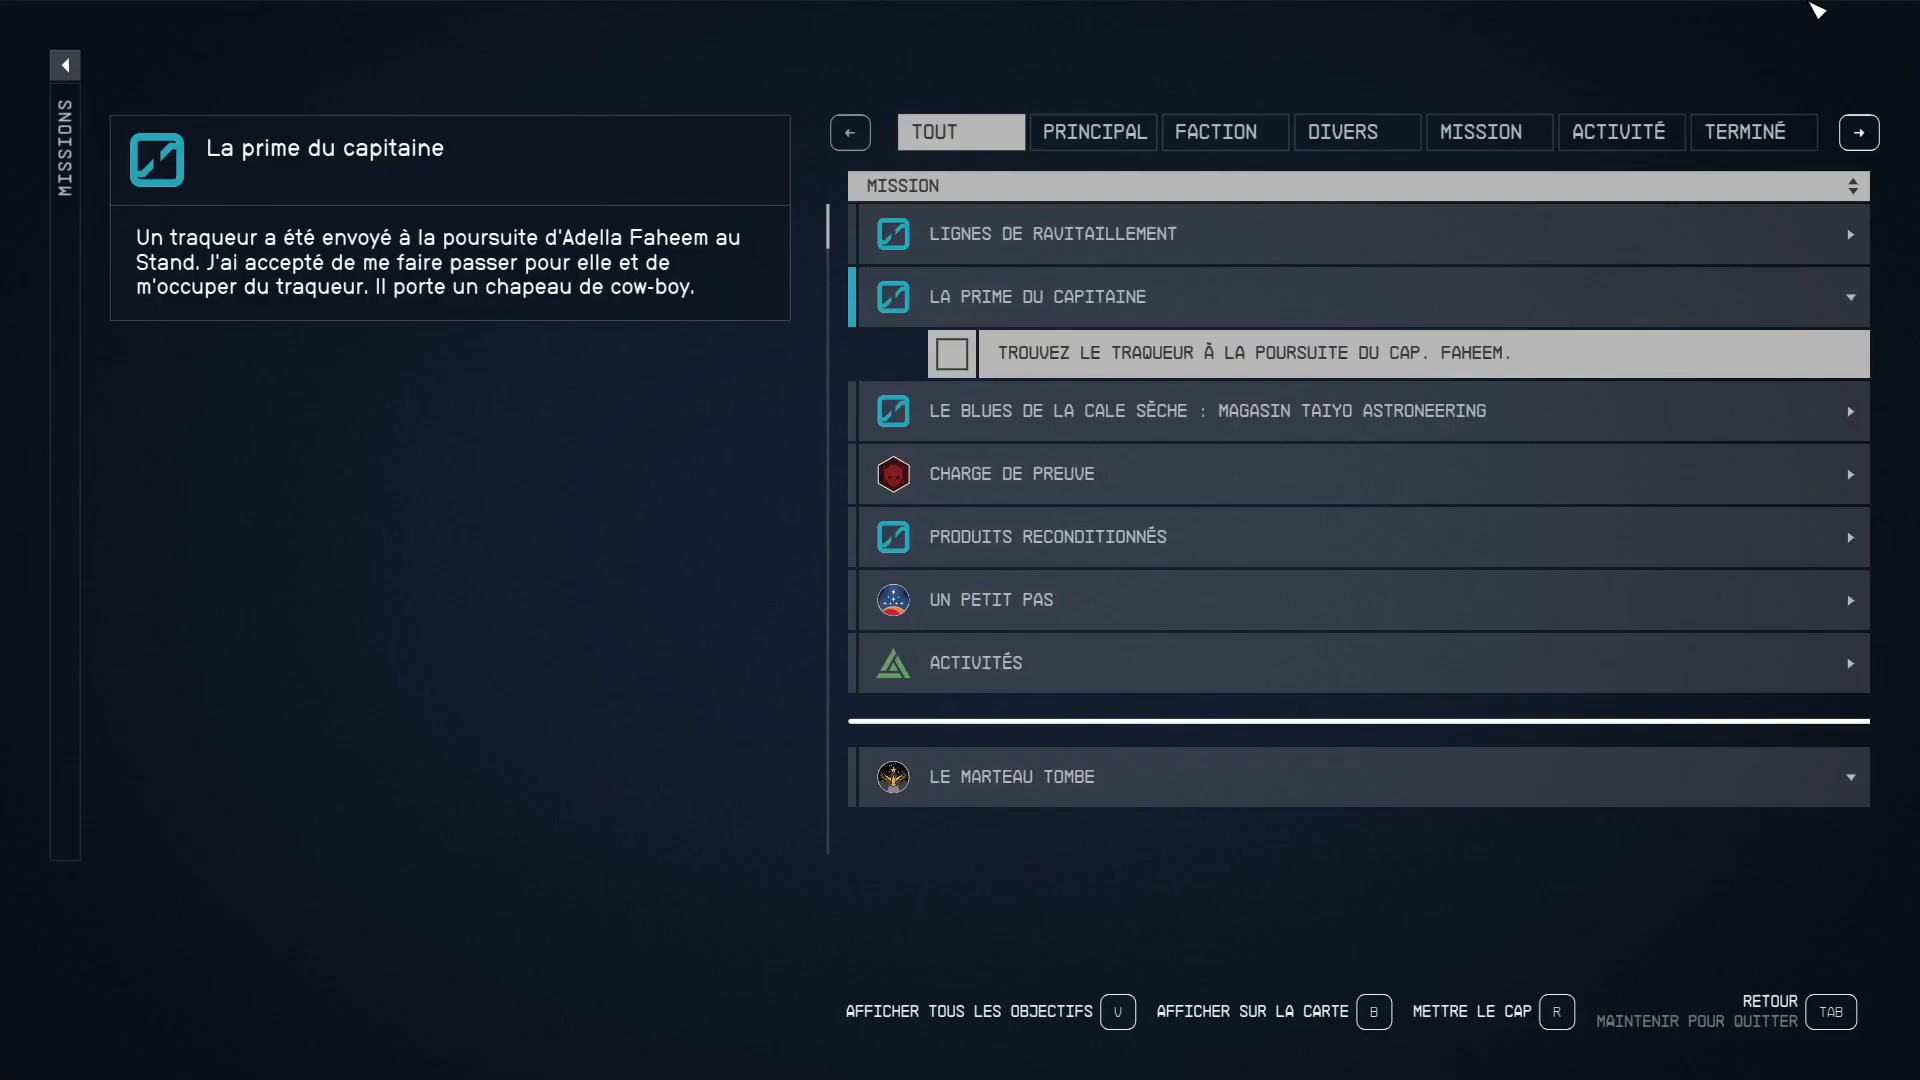 MISSIONS
La prime du capitaine
Un traqueur a été envoyé à la poursuite d'Adella Faheem au
Stand. J'ai accepté de me faire passer pour elle et de
m'occuper du traqueur. Il porte un chapeau de cow-boy.
TOUT
PRINCIPAL
FACTION
DIVERS
MISSION
ACTIVITÉ
TERMINÉ
MISSION
LIGNES DE RAVITAILLEMENT
LA PRIME DU CAPITAINE
TROUVEZ LE TRAQUEUR À LA POURSUITE DU CAP. FAHEEM.
LE BLUES DE LA CALE SÈCHE : MAGASIN TAIYO ASTRONEERING
CHARGE DE PREUVE
PRODUITS RECONDITIONNÉS
UN PETIT PAS
ACTIVITÉS
LE MARTEAU TOMBE
AFFICHER TOUS LES OBJECTIFS V
AFFICHER SUR LA CARTE B
METTRE LE CAP R
RETOUR
MAINTENIR POUR QUITTER
TAB